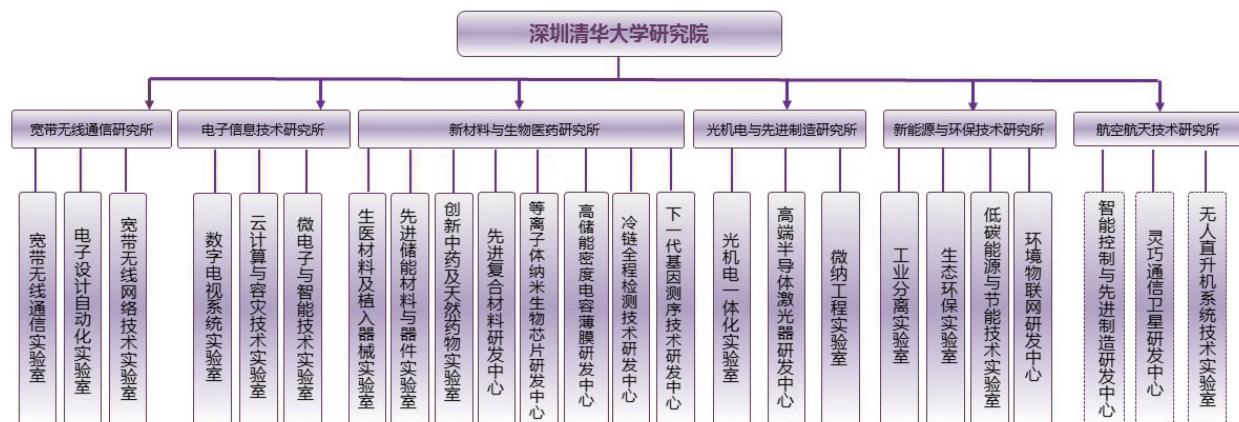 深圳清华大学研究院
宽带无线通信研究所
电子信息技术研究所
新材料与生物医药研究所
光机电与先进制造研究所
新能源与环保技术研究所
航空航天技术研究所
宽带无线通信实验室
电子设计自动化实验室
宽带无线网络技术实验室
数字电视系统实验室
云计算与容灾技术实验室
微电子与智能技术实验室
生医材料及植入器械实验室
先进储能材料与器件实验室
创新中药及天然药物实验室
先进复合材料研发中心
等离子体纳米生物芯片研发中心
高储能密度电容薄膜研发中心
冷链全程检测技术研发中心
下一代基因测序技术研发中心
光机电一体化实验室
高端半导体激光器研发中心
微纳工程实验室
工业分离实验室
生态环保实验室
低碳能源与节能技术实验室
环境物联网研发中心
智能控制与先进制造研发中心
灵巧通信卫星研发中心
无人直升机系统技术实验室